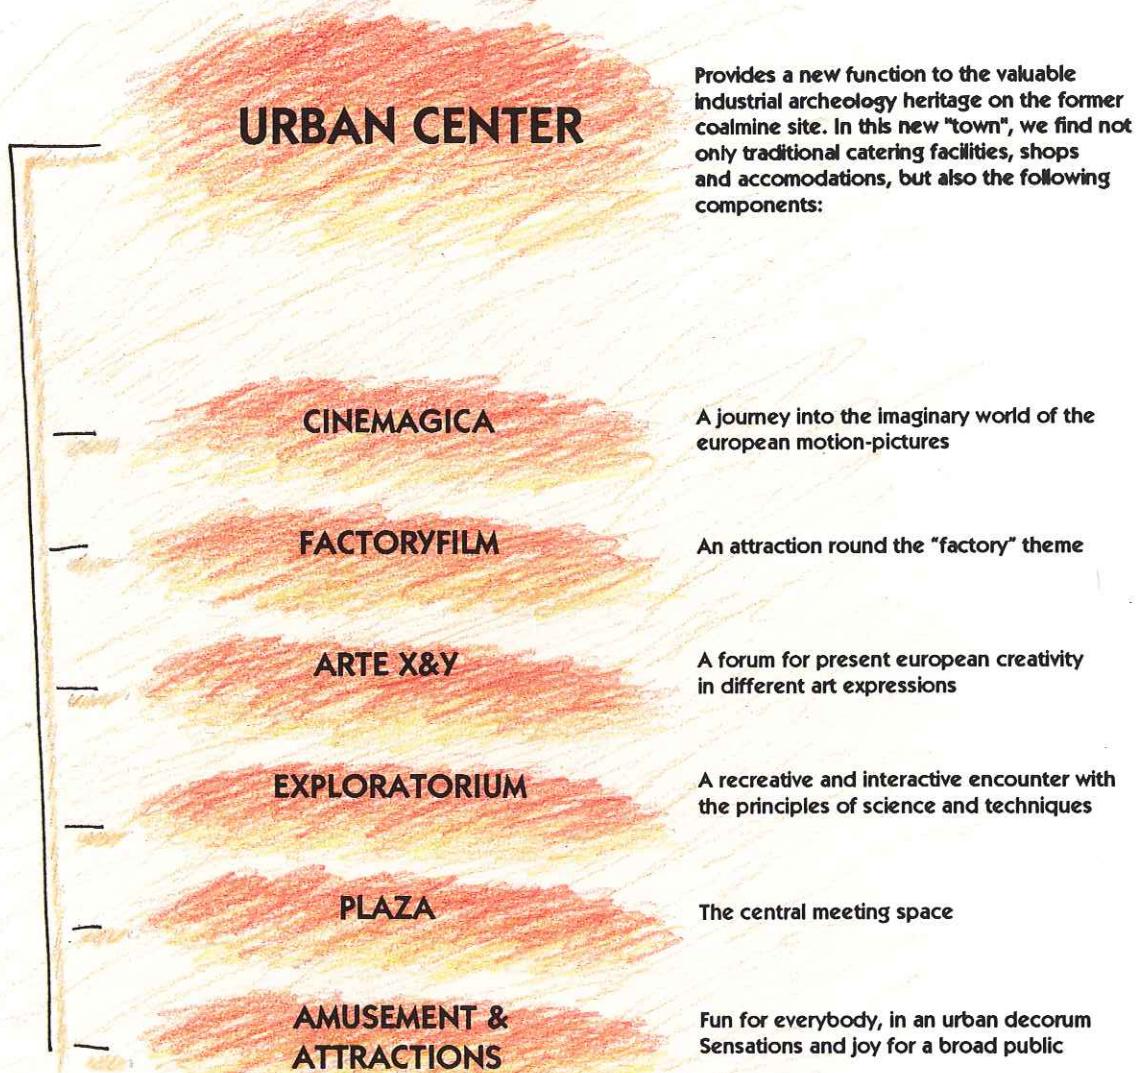 URBAN CENTER
Provides a new function to the valuable
industrial archeology heritage on the former
coalmine site. In this new "town", we find not
only traditional catering facilities, shops
and accomodations, but also the following
components:
CINEMAGICA
A journey into the imaginary world of the
european motion-pictures
FACTORYFILM
An attraction round the "factory" theme
ARTE X&Y
A forum for present european creativity
in different art expressions
EXPLORATORIUM
A recreative and interactive encounter with
the principles of science and techniques
PLAZA
The central meeting space
AMUSEMENT &
ATTRACTIONS
Fun for everybody, in an urban decorum
Sensations and joy for a broad public